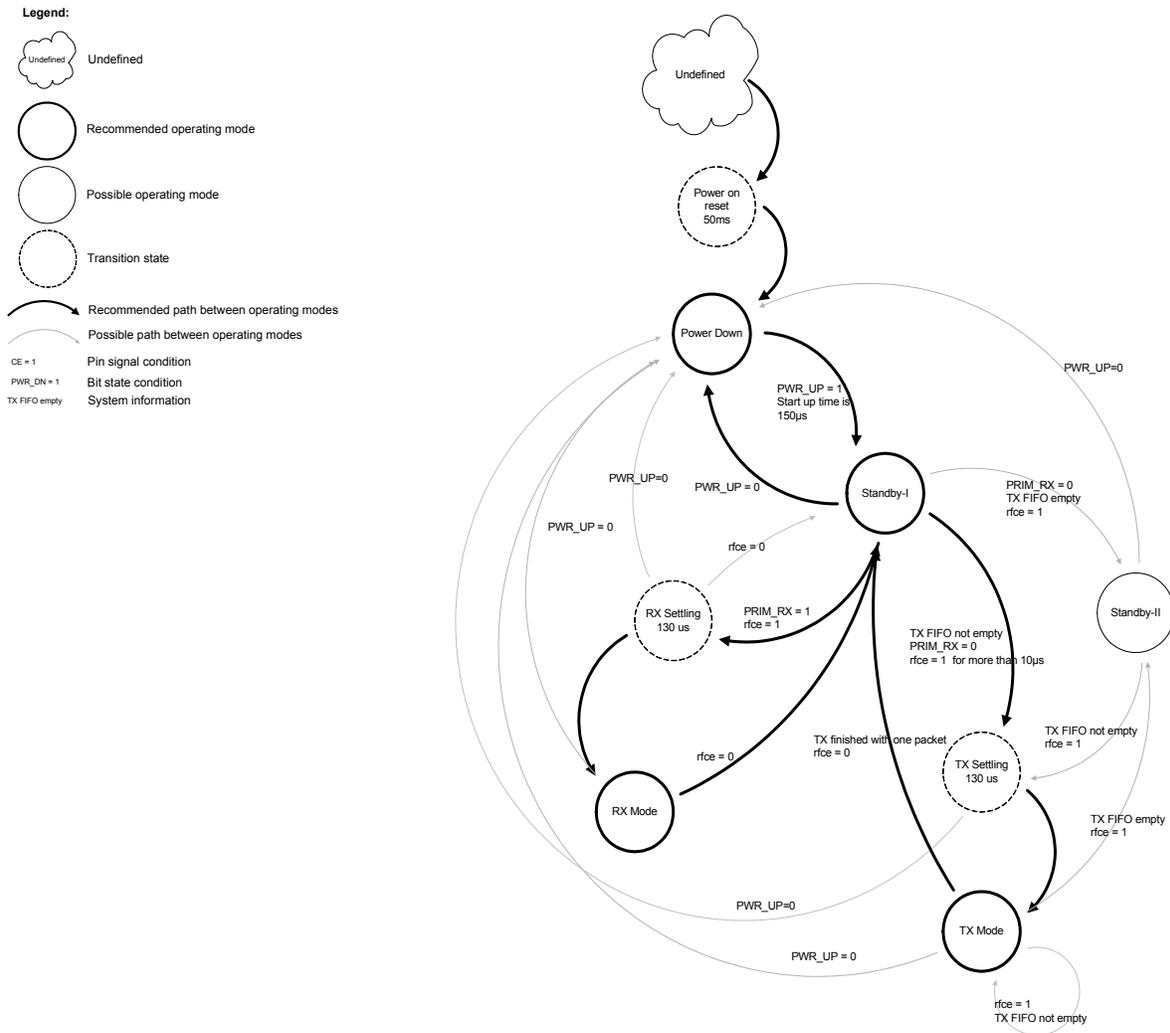 Legend:
Undefined
Undefined
Recommended operating mode
Possible operating mode
Transition state
Recommended path between operating modes
Possible path between operating modes
CE = 1
Pin signal condition
PWR_DN = 1
Bit state condition
TX FIFO empty
System information
Undefined
Power on
reset
50ms
Power Down
PWR_UP=0
PWR_UP = 1
Start up time is
150µs
PWR_UP=0
PWR_UP = 0
Standby-I
PRIM_RX = 0
TX FIFO empty
rfce = 1
PWR_UP = 0
rfce = 0
RX Settling
130 us
PRIM_RX = 1
rfce = 1
Standby-II
TX FIFO not empty
PRIM_RX = 0
rfce = 1  for more than 10µs
TX finished with one packet
rfce = 0
TX FIFO not empty
rfce = 1
rfce = 0
TX Settling
130 us
RX Mode
TX FIFO empty
rfce = 1
PWR_UP=0
TX Mode
PWR_UP = 0
rfce = 1
TX FIFO not empty